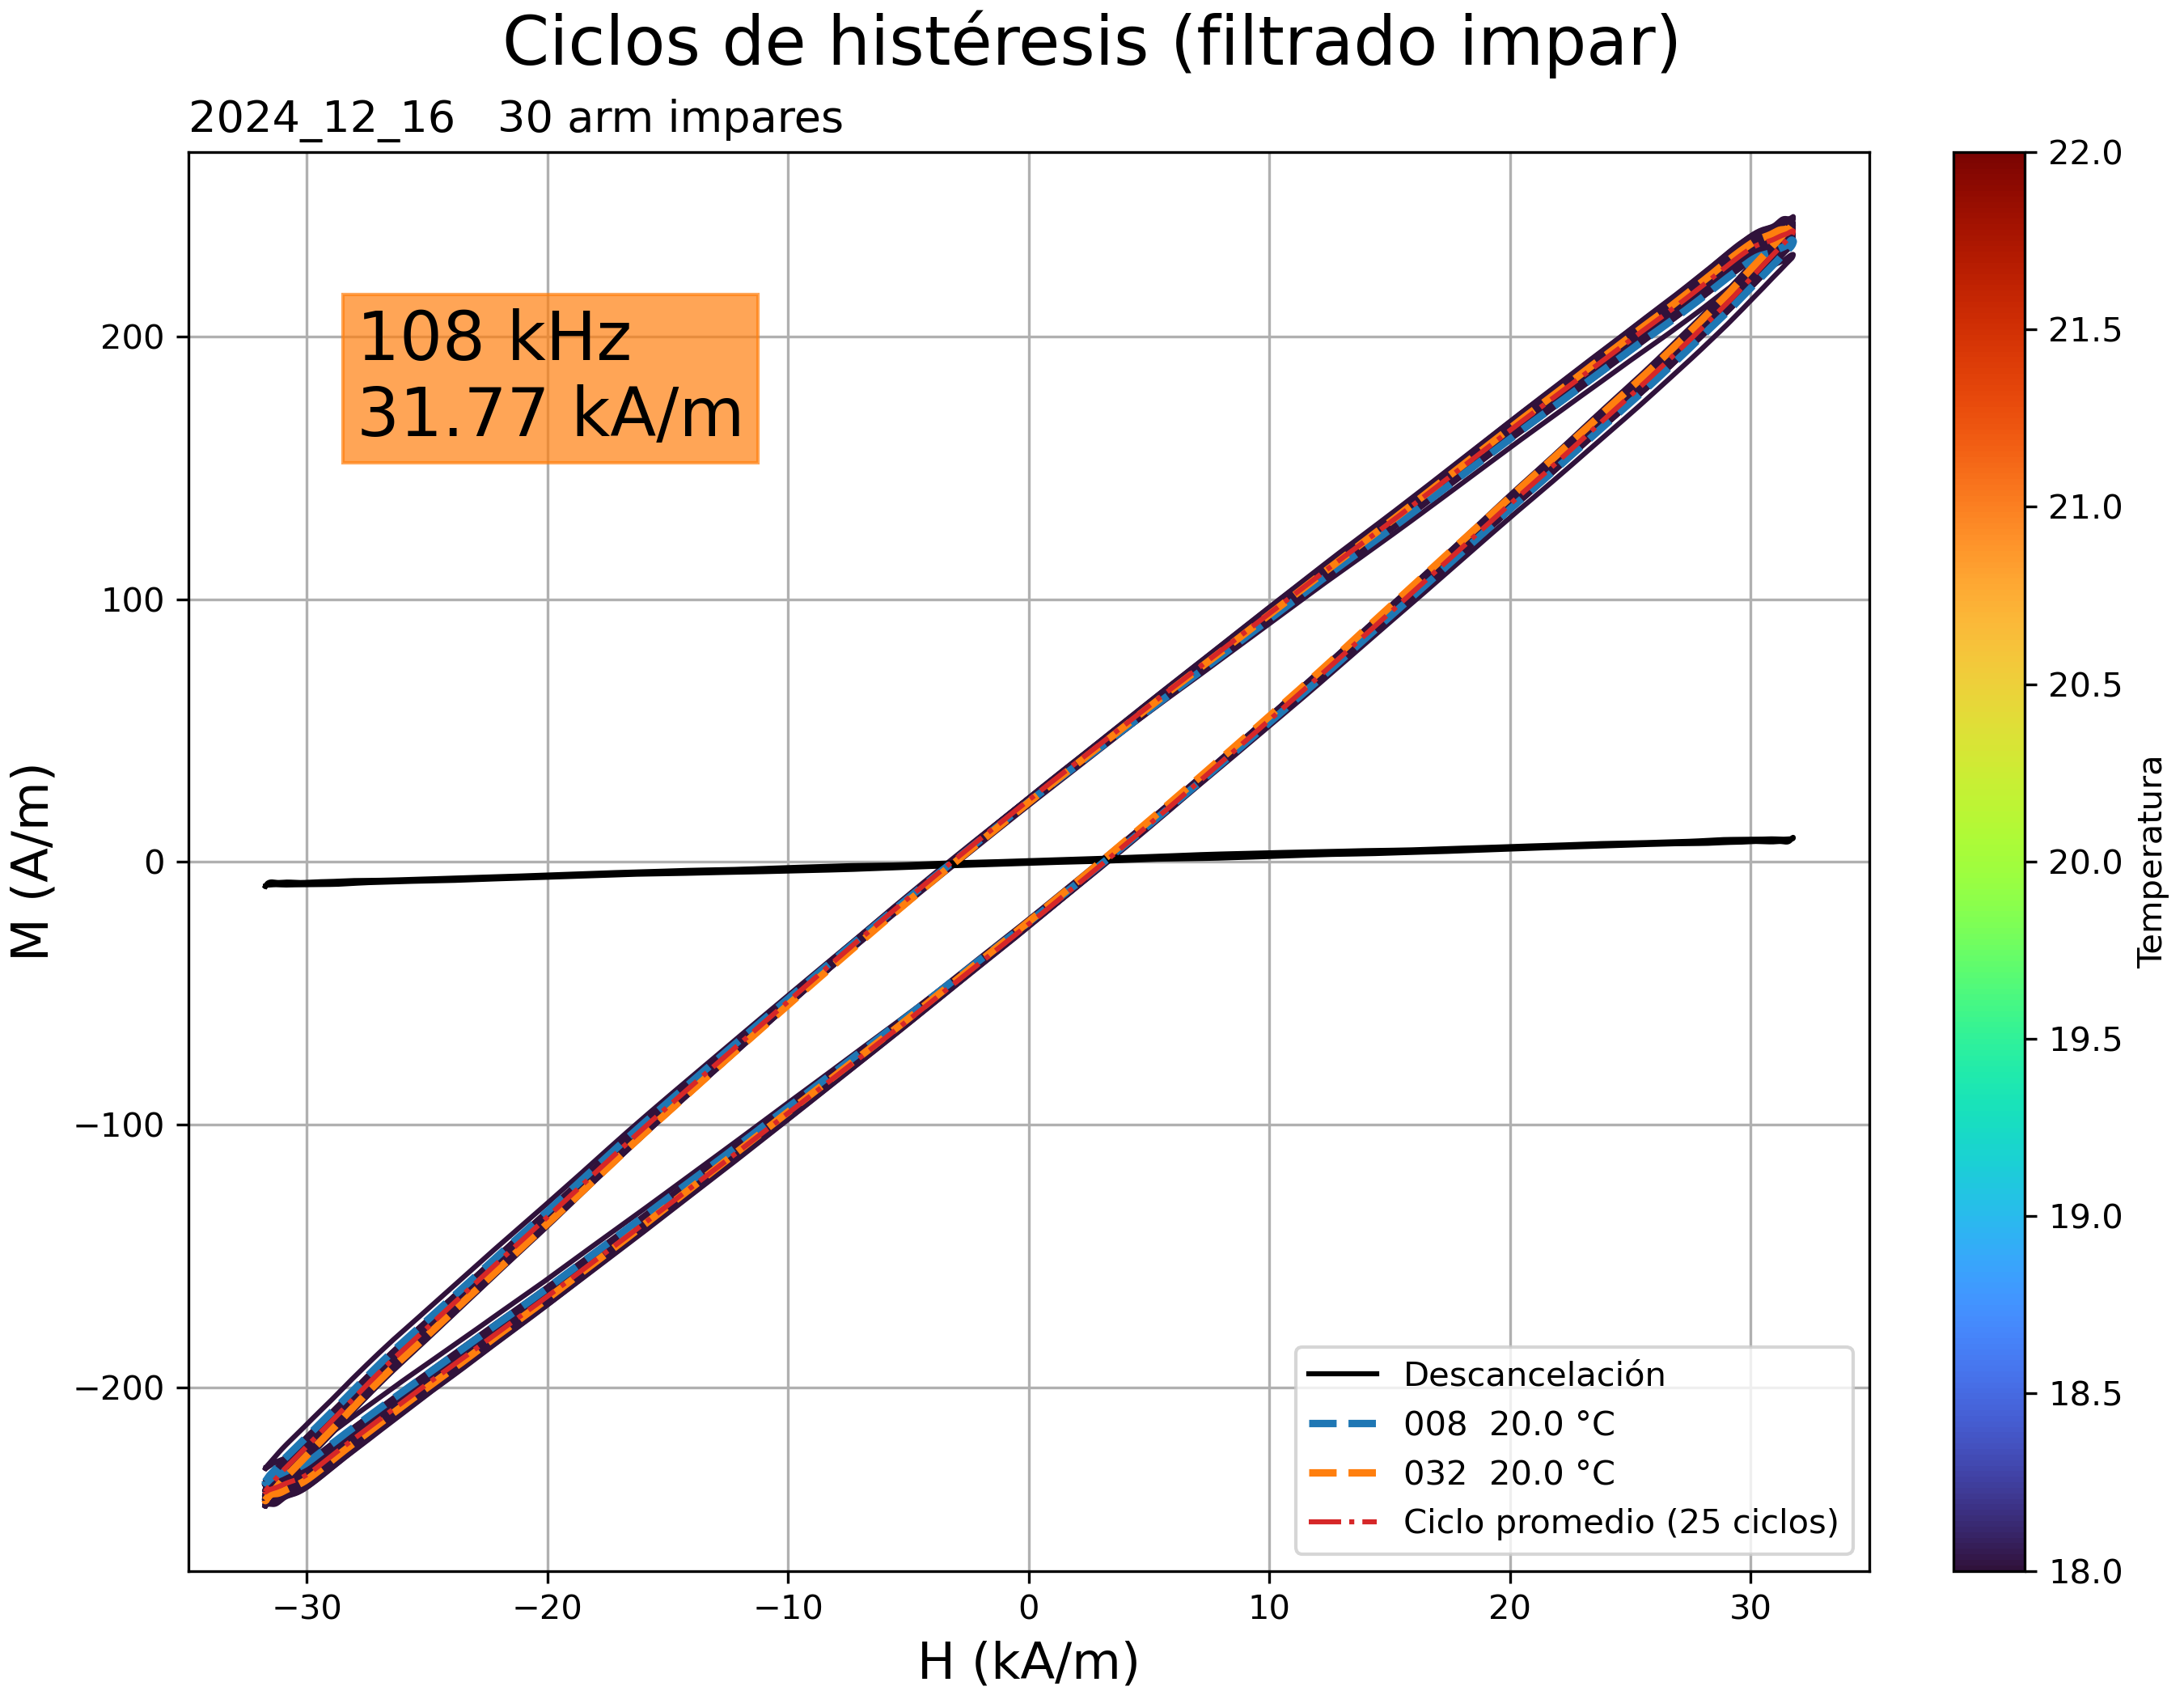 Ciclos de histéresis (filtrado impar)
2024_12_16   30 arm impares
108 kHz
31.77 kA/m
M (A/m)
200
100
0
−100
−200
−30
−20
−10
0
10
20
30
H (kA/m)
Descancelación
008  20.0 °C
032  20.0 °C
Ciclo promedio (25 ciclos)
22.0
21.5
21.0
20.5
20.0
19.5
19.0
18.5
18.0
Temperatura